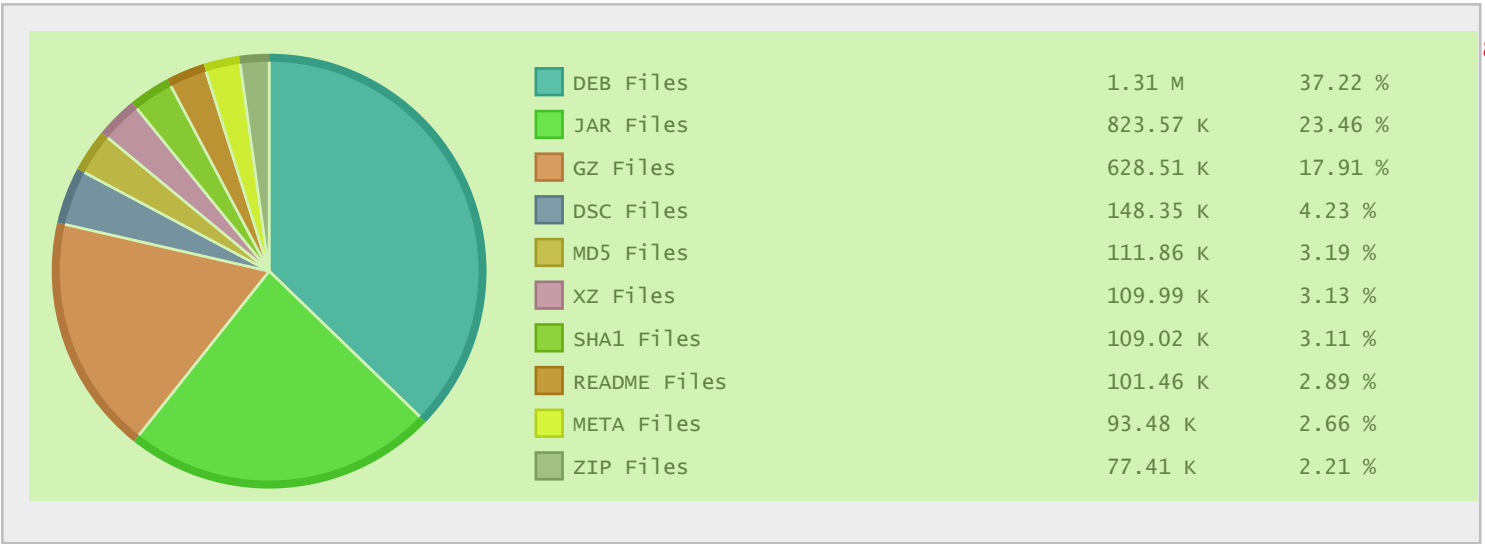 DEB Files 1.31 M 37.22 %
JAR Files 823.57 K 23.46 %
GZ Files 628.51 K 17.91 %
DSC Files 148.35 K 4.23 %
MD5 Files 111.86 K 3.19 %
XZ Files 109.99 K 3.13 %
SHA1 Files 109.02 K 3.11 %
README Files 101.46 K 2.89 %
META Files 93.48 K 2.66 %
ZIP Files 77.41 K 2.21 %